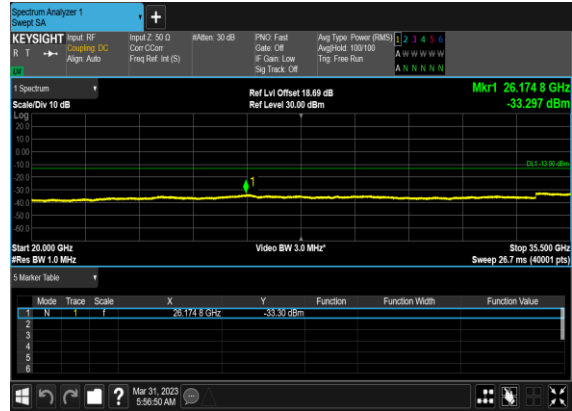 Spectrum Analyzer 1
Swept SA
+
KEYSIGHT Input: RF Input Z: 50 Ω #Atten: 30 dB PNO: Fast Avg Type: Power (RMS) 1 2 3 4 5 6
R T Coupling: DC Corr CCorr Gate: Off Avg|Hold: 100/100 A W W W W W
Align: Auto Freq Ref: Int (S) IF Gain: Low Trig: Free Run
Sig Track: Off A N N N N N
1 Spectrum Ref Lvl Offset 18.69 dB Mkr1 26.174 8 GHz
Scale/Div 10 dB Ref Level 30.00 dBm -33.297 dBm
Log
20.0
10.0
0.00
-10.0
DL1 -13.00 dBm
-20.0
1
-30.0
-40.0
-50.0
-60.0
Start 20.000 GHz Video BW 3.0 MHz* Stop 35.500 GHz
#Res BW 1.0 MHz Sweep 26.7 ms (40001 pts)
5 Marker Table
Mode Trace Scale X Y Function Function Width Function Value
1 N 1 f 26.174 8 GHz -33.30 dBm
2
3
4
5
6
? Mar 31, 2023
5:56:50 AM